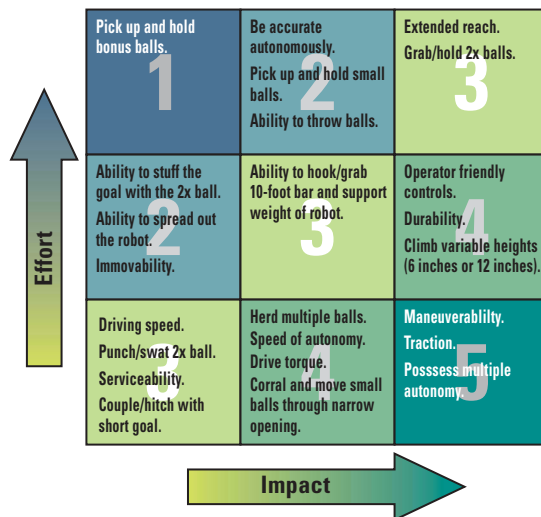 Pick up and hold
bonus balls.
1
Be accurate
autonomously.
Pick up and hold small
balls.
Ability to throw balls.
2
Extended reach.
Grab/hold 2x balls.
3
Ability to stuff the
goal with the 2x ball.
Ability to spread out
the robot.
Immovability.
2
Ability to hook/grab
10-foot bar and support
weight of robot.
3
Operator friendly
controls.
Durability.
Climb variable heights
(6 inches or 12 inches).
4
Driving speed.
Punch/swat 2x ball.
Serviceability.
Couple/hitch with
short goal.
3
Herd multiple balls.
Speed of autonomy.
Drive torque.
Corral and move small
balls through narrow
opening.
4
Maneuverablilty.
Traction.
Posssess multiple
autonomy.
5
Effort
Impact